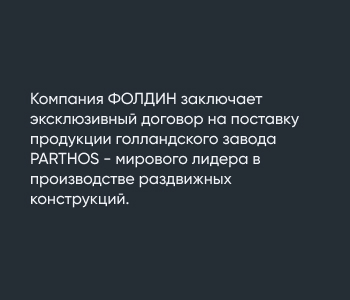 Компания ФОЛДИН заключает
эксклюзивный договор на поставку
продукции голландского завода
PARTHOS - мирового лидера в
производстве раздвижных
конструкций.